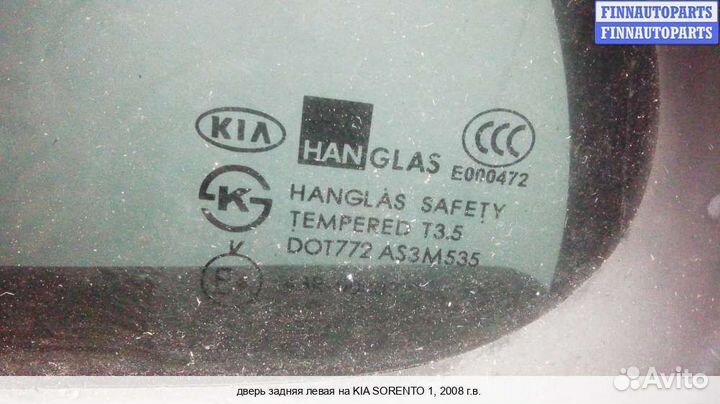 FINNAUTOPARTS
FINNAUTOPARTS
KIA
HANGLAS
CCC
E000472
K
S
HANGLAS SAFETY
TEMPERED T3.5
DOT772 AS3M535
V
E
дверь задняя левая на KIA SORENTO 1, 2008 г.в.
Avito